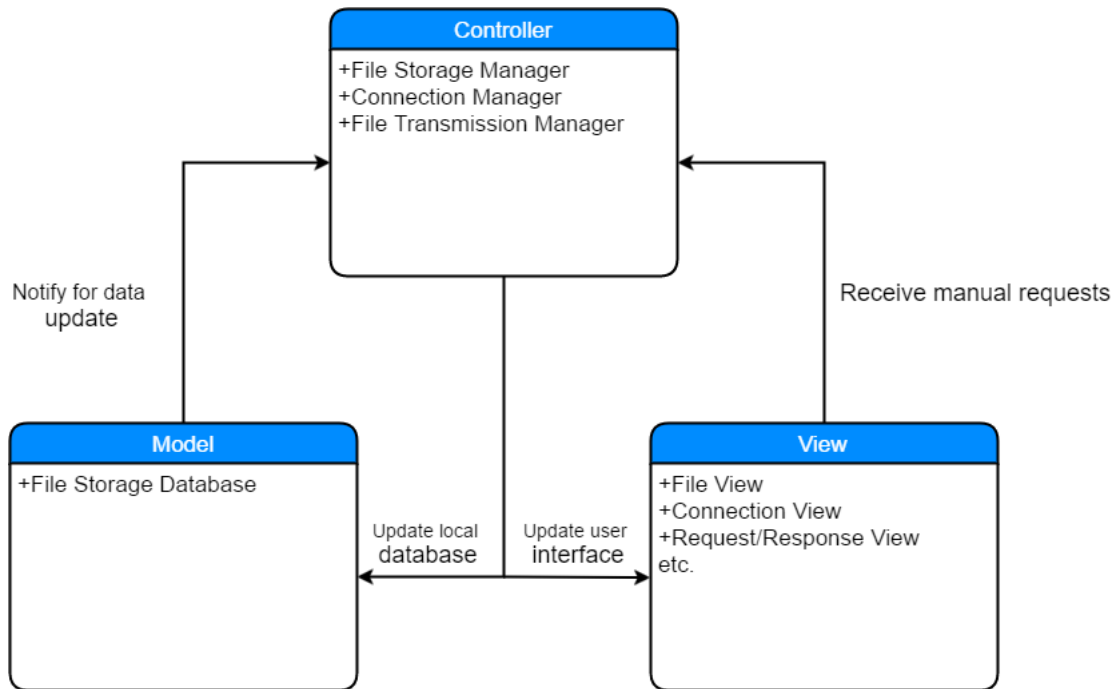 Controller
+File Storage Manager
+Connection Manager
+File Transmission Manager
Notify for data
update
Receive manual requests
Model
+File Storage Database
Update local
database
Update user
interface
View
+File View
+Connection View
+Request/Response View
etc.